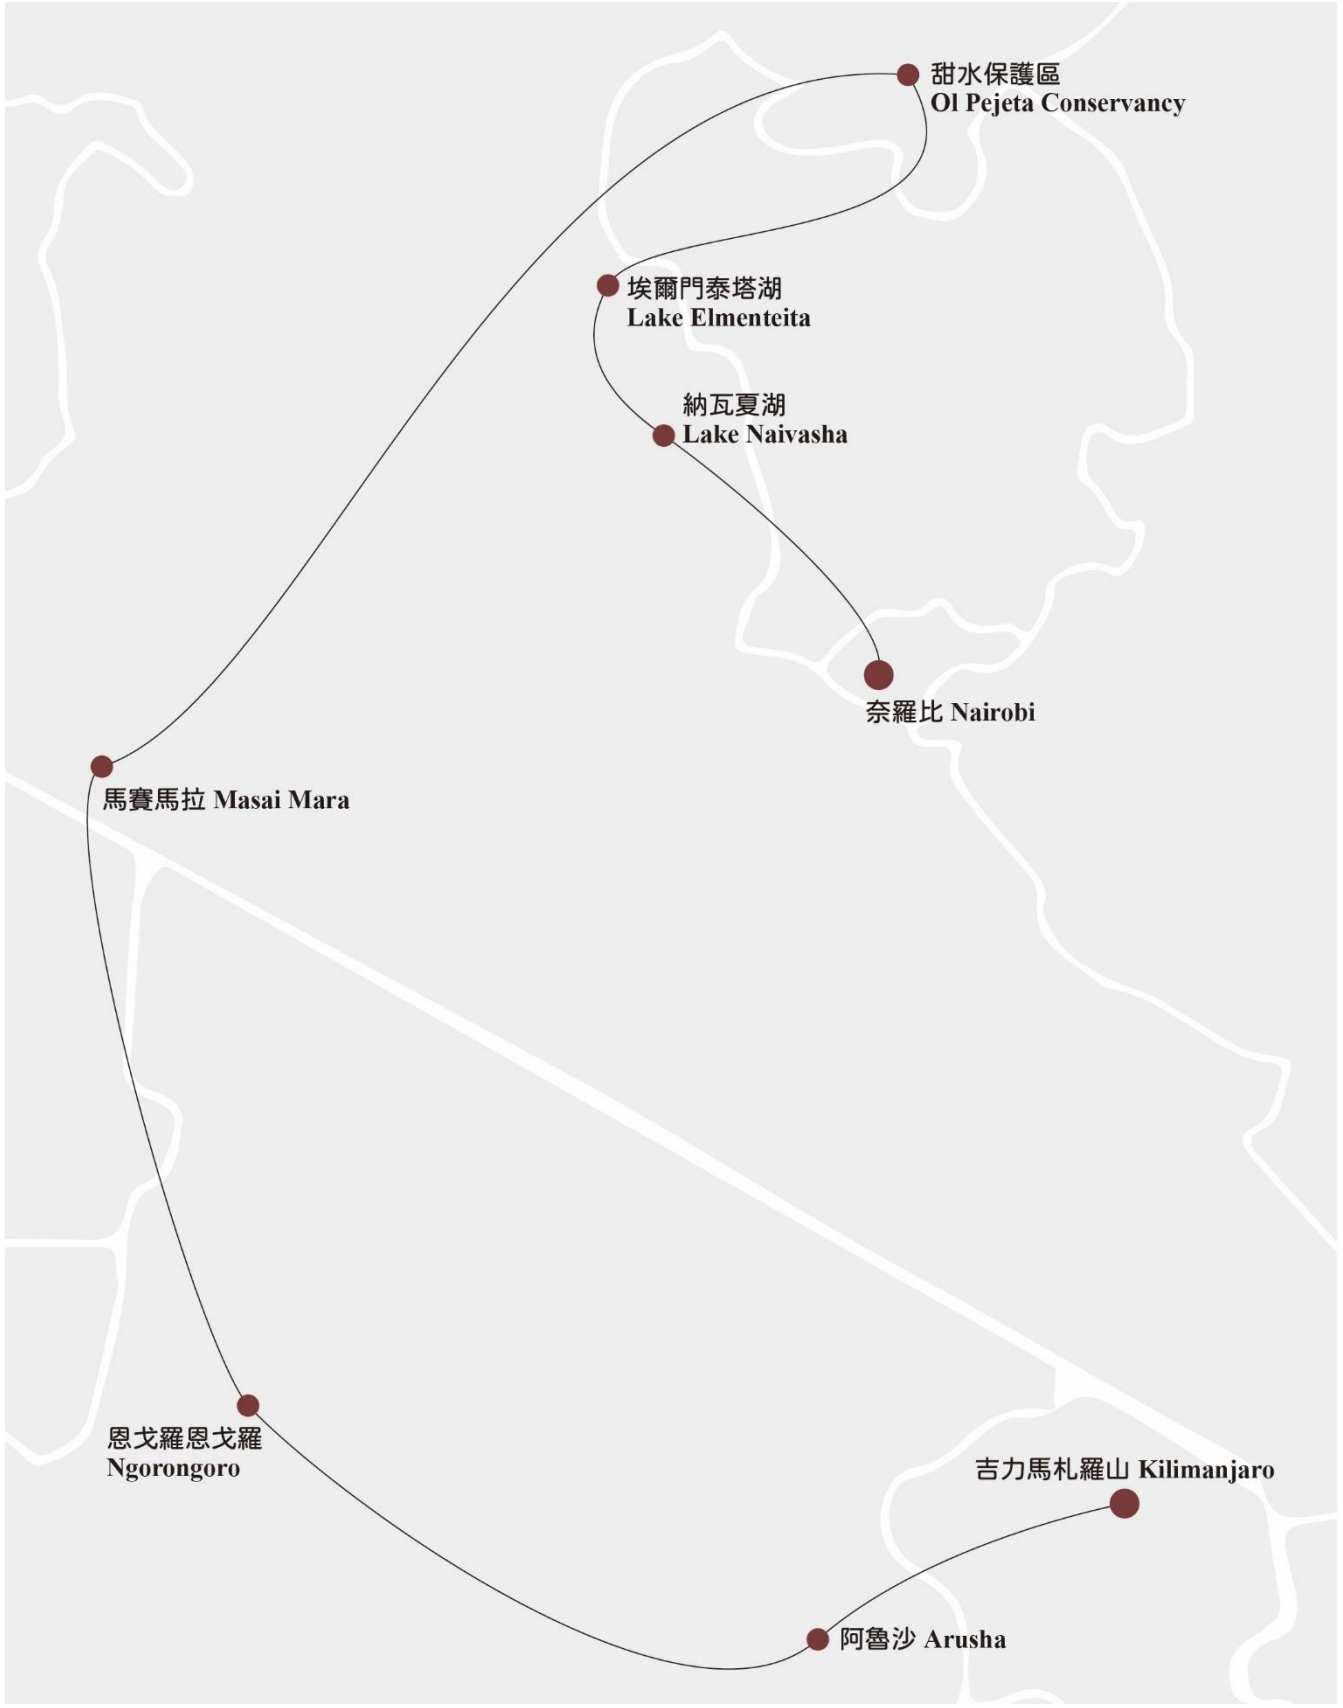 甜水保護區
Ol Pejeta Conservancy
埃爾門泰塔湖
Lake Elmenteita
納瓦夏湖
Lake Naivasha
奈羅比 Nairobi
馬賽馬拉 Masai Mara
恩戈羅恩戈羅
Ngorongoro
吉力馬札羅山 Kilimanjaro
阿魯沙 Arusha